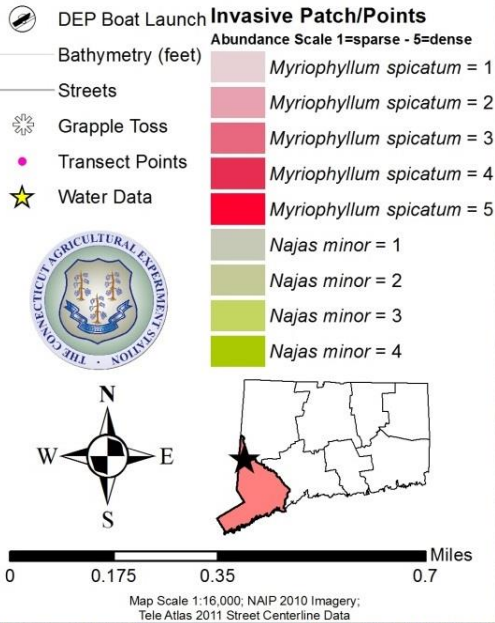 DEP Boat Launch
Bathymetry (feet)
Streets
Grapple Toss
Transect Points
Water Data
Invasive Patch/Points
Abundance Scale 1=sparse - 5=dense
Myriophyllum spicatum = 1
Myriophyllum spicatum = 2
Myriophyllum spicatum = 3
Myriophyllum spicatum = 4
Myriophyllum spicatum = 5
Najas minor = 1
Najas minor = 2
Najas minor = 3
Najas minor = 4
THE CONNECTICUT AGRICULTURAL EXPERIMENT STATION
N
W E
S
Miles
0 0.175 0.35 0.7
Map Scale 1:16,000; NAIP 2010 Imagery;
Tele Atlas 2011 Street Centerline Data